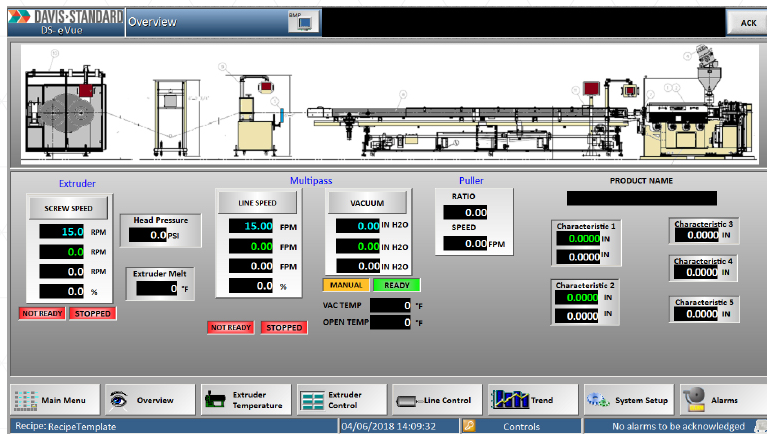 DAVIS-STANDARD
DS-eVue
Overview
BMP
ACK
Extruder
SCREW SPEED
15.0 RPM
0.0 RPM
0.0 RPM
0.0 %
NOT READY STOPPED
Head Pressure
0.0 PSI
Extruder Melt
0 °F
Multipass
LINE SPEED
15.00 FPM
0.00 FPM
0.00 FPM
0.0 %
NOT READY STOPPED
VACUUM
0.00 IN H2O
0.00 IN H2O
0.00 IN H2O
MANUAL READY
VAC TEMP 0 °F
OPEN TEMP 0 °F
Puller
RATIO
0.00
SPEED
0.00 FPM
PRODUCT NAME
Characteristic 1
0.0000 IN
0.0000 IN
Characteristic 2
0.0000 IN
0.0000 IN
Characteristic 3
0.0000 IN
Characteristic 4
0.0000 IN
Characteristic 5
0.0000 IN
Main Menu
Overview
Extruder
Temperature
Extruder
Control
Line Control
Trend
System Setup
Alarms
Recipe: RecipeTemplate
04/06/2018 14:09:32
Controls
No alarms to be acknowledged